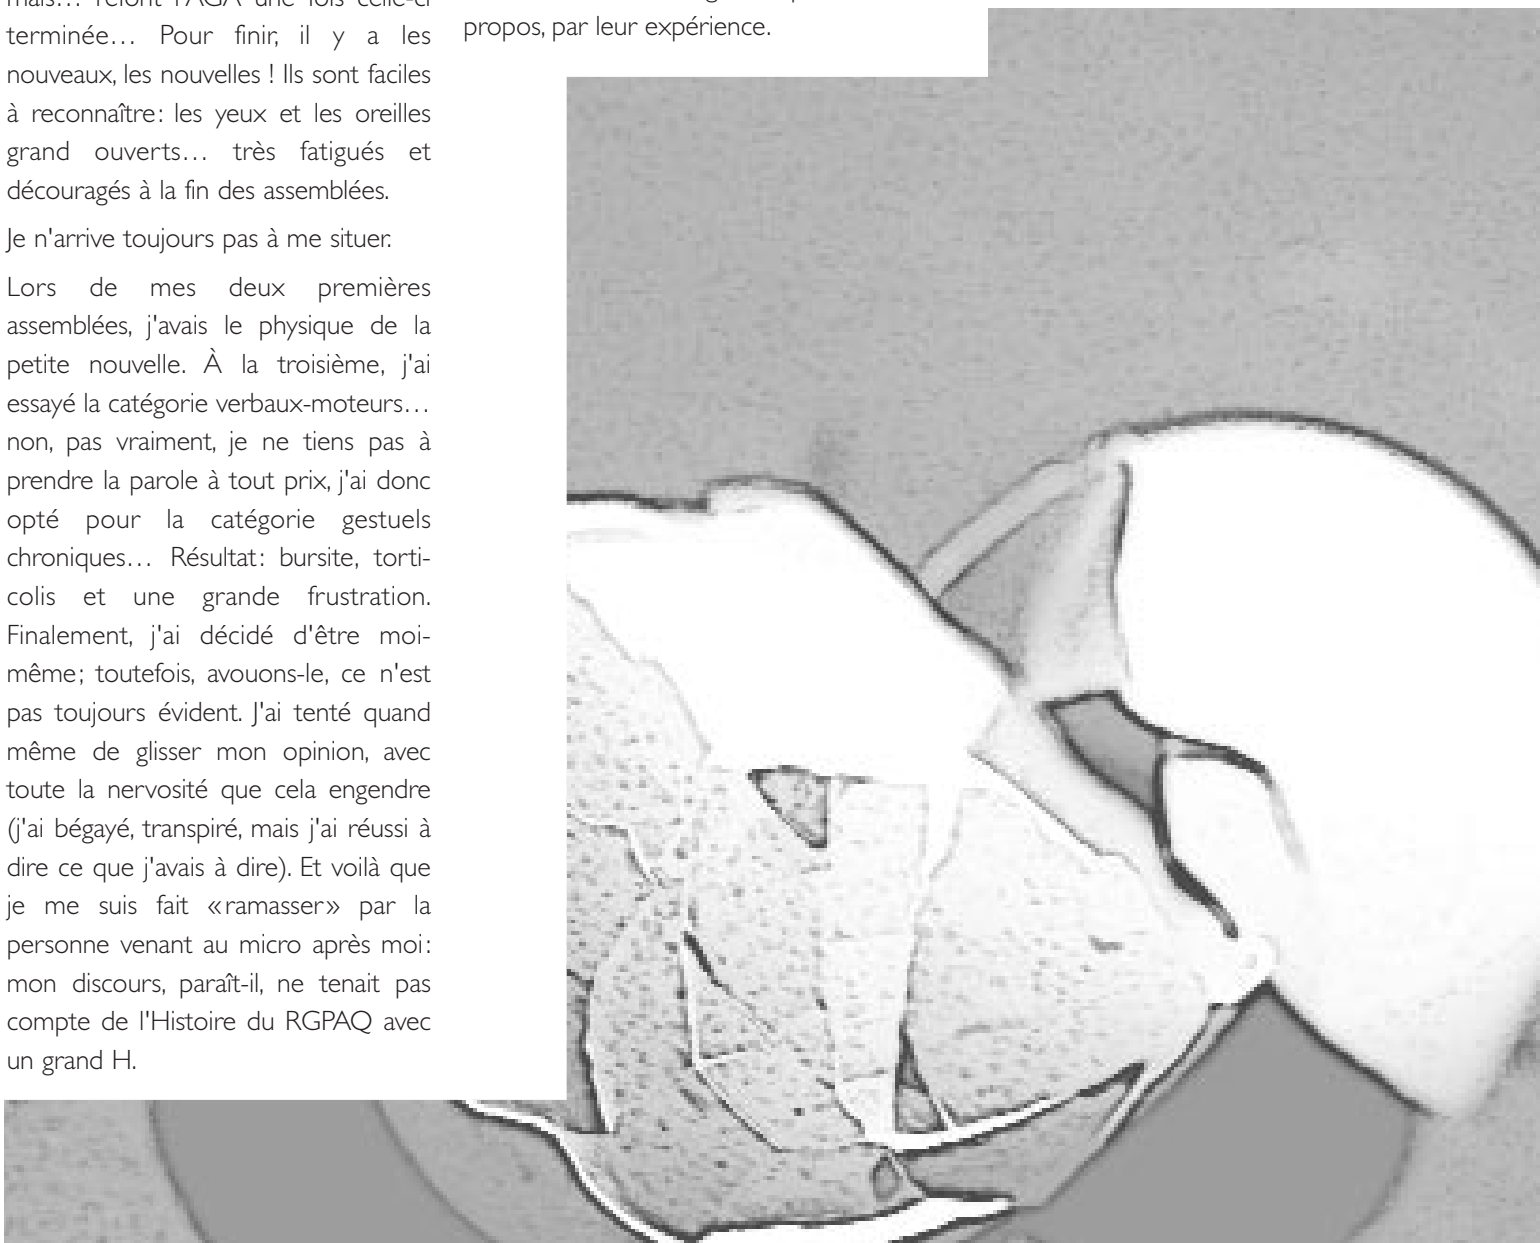 mais… refont l'AGA une fois celle-ci
terminée… Pour finir, il y a les
nouveaux, les nouvelles ! Ils sont faciles
à reconnaître: les yeux et les oreilles
grand ouverts… très fatigués et
découragés à la fin des assemblées.
Je n'arrive toujours pas à me situer.
Lors de mes deux premières
assemblées, j'avais le physique de la
petite nouvelle. À la troisième, j'ai
essayé la catégorie verbaux-moteurs…
non, pas vraiment, je ne tiens pas à
prendre la parole à tout prix, j'ai donc
opté pour la catégorie gestuels
chroniques… Résultat: bursite, torti-
colis et une grande frustration.
Finalement, j'ai décidé d'être moi-
même; toutefois, avouons-le, ce n'est
pas toujours évident. J'ai tenté quand
même de glisser mon opinion, avec
toute la nervosité que cela engendre
(j'ai bégayé, transpiré, mais j'ai réussi à
dire ce que j'avais à dire). Et voilà que
je me suis fait «ramasser» par la
personne venant au micro après moi:
mon discours, paraît-il, ne tenait pas
compte de l'Histoire du RGPAQ avec
un grand H.
propos, par leur expérience.